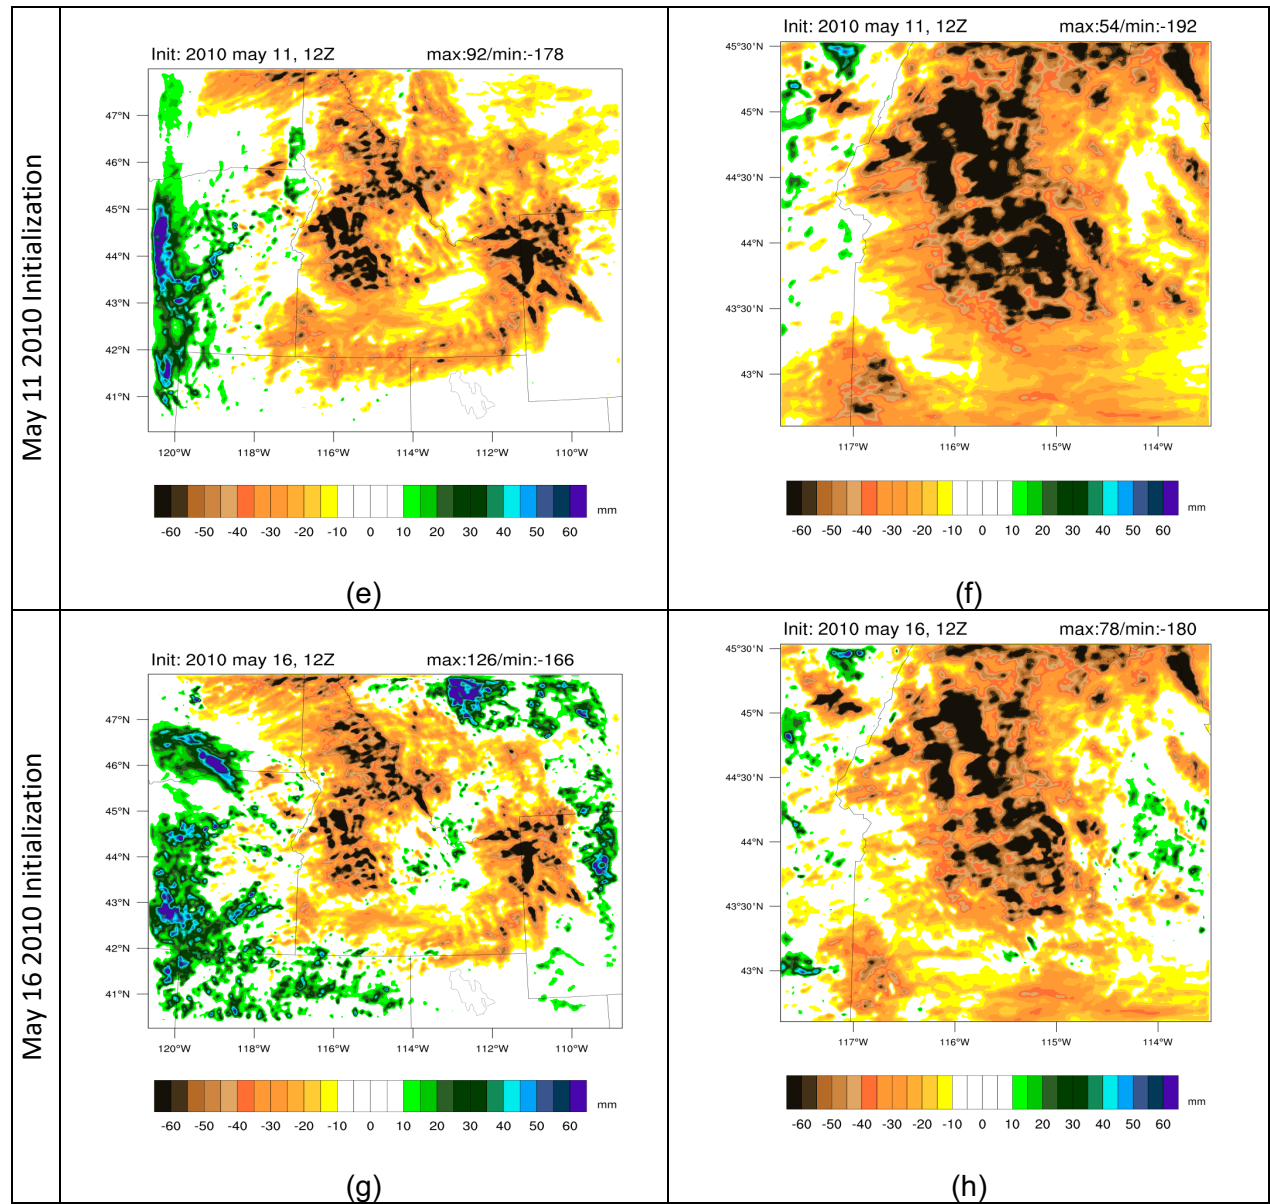 May 11 2010 Initialization
Init: 2010 may 11, 12Z max:92/min:-178
47°N
46°N
45°N
44°N
43°N
42°N
41°N
120°W 118°W 116°W 114°W 112°W 110°W
-60 -50 -40 -30 -20 -10 0 10 20 30 40 50 60 mm
(e)
Init: 2010 may 11, 12Z max:54/min:-192
45°30'N
45°N
44°30'N
44°N
43°30'N
43°N
117°W 116°W 115°W 114°W
-60 -50 -40 -30 -20 -10 0 10 20 30 40 50 60 mm
(f)
May 16 2010 Initialization
Init: 2010 may 16, 12Z max:126/min:-166
47°N
46°N
45°N
44°N
43°N
42°N
41°N
120°W 118°W 116°W 114°W 112°W 110°W
-60 -50 -40 -30 -20 -10 0 10 20 30 40 50 60 mm
(g)
Init: 2010 may 16, 12Z max:78/min:-180
45°30'N
45°N
44°30'N
44°N
43°30'N
43°N
117°W 116°W 115°W 114°W
-60 -50 -40 -30 -20 -10 0 10 20 30 40 50 60 mm
(h)